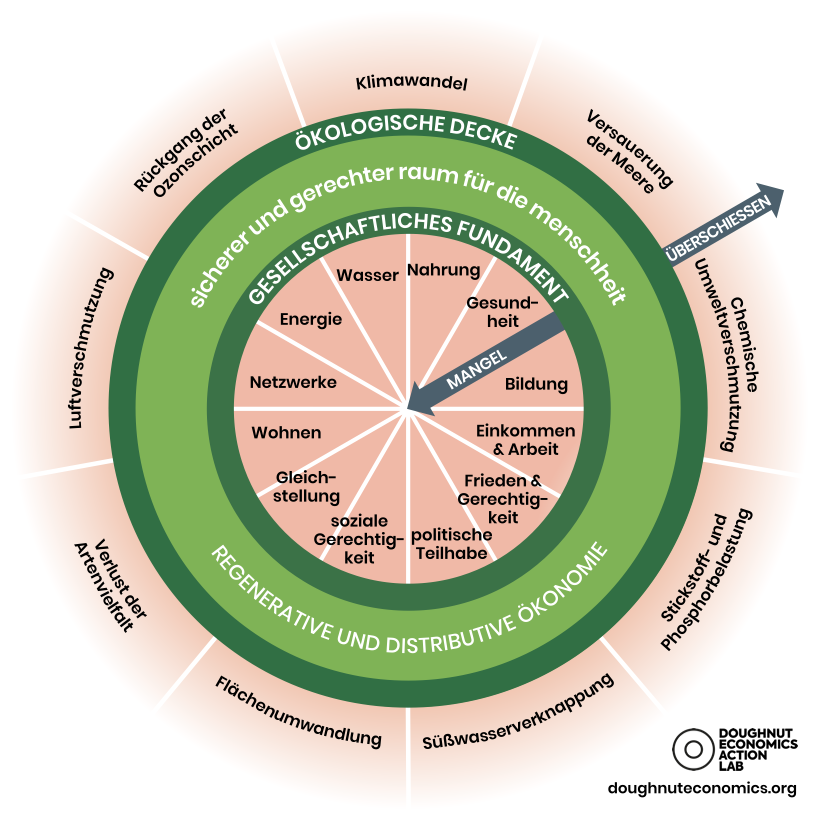 Klimawandel
Versauerung
der Meere
Chemische
Umweltverschmutzung
Stickstoff- und
Phosphorbelastung
Süßwasserverknappung
Flächenumwandlung
Verlust der
Artenvielfalt
Luftverschmutzung
Rückgang der
Ozonschicht
ÜBERSCHIESSEN
ÖKOLOGISCHE DECKE
sicherer und gerechter raum für die menschheit
GESELLSCHAFTLICHES FUNDAMENT
Wasser
Nahrung
Gesund-
heit
MANGEL
Bildung
Einkommen
& Arbeit
Frieden &
Gerechtig-
keit
politische
Teilhabe
soziale
Gerechtig-
keit
Gleich-
stellung
Wohnen
Netzwerke
Energie
REGENERATIVE UND DISTRIBUTIVE ÖKONOMIE
DOUGHNUT
ECONOMICS
ACTION
LAB
doughnuteconomics.org